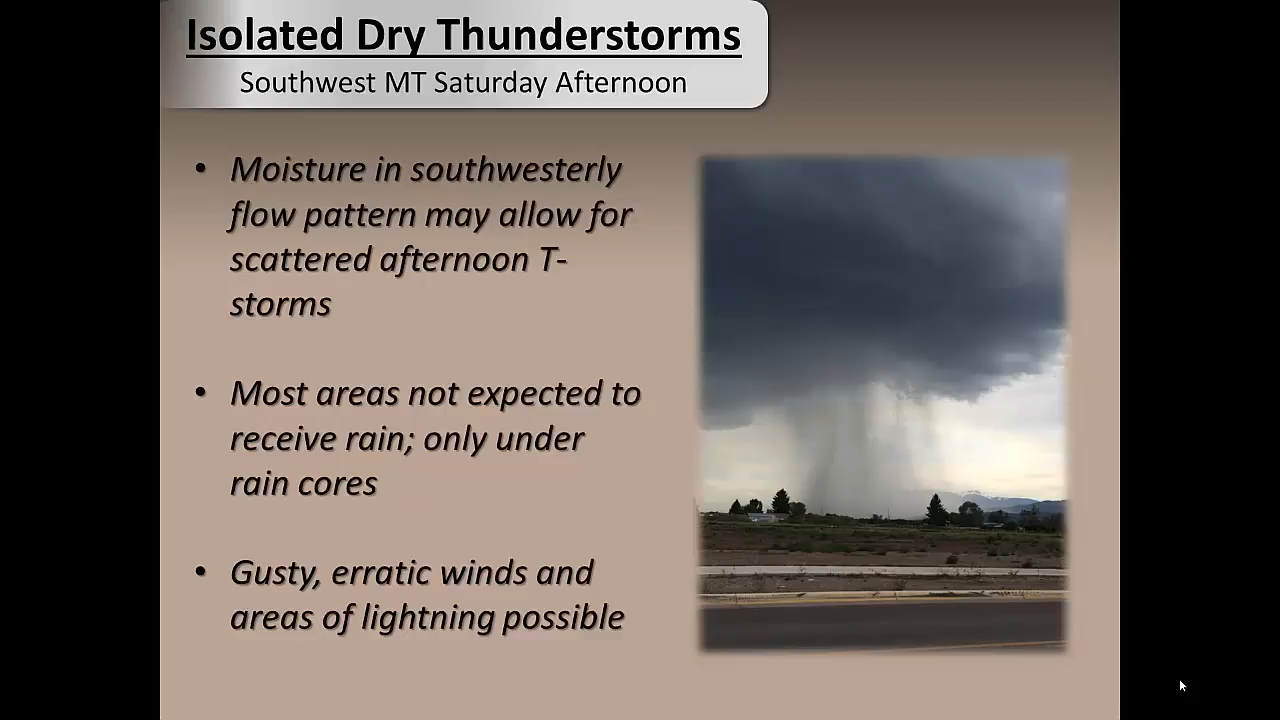 Isolated Dry Thunderstorms
Southwest MT Saturday Afternoon
• Moisture in southwesterly
flow pattern may allow for
scattered afternoon T-
storms
• Most areas not expected to
receive rain; only under
rain cores
• Gusty, erratic winds and
areas of lightning possible